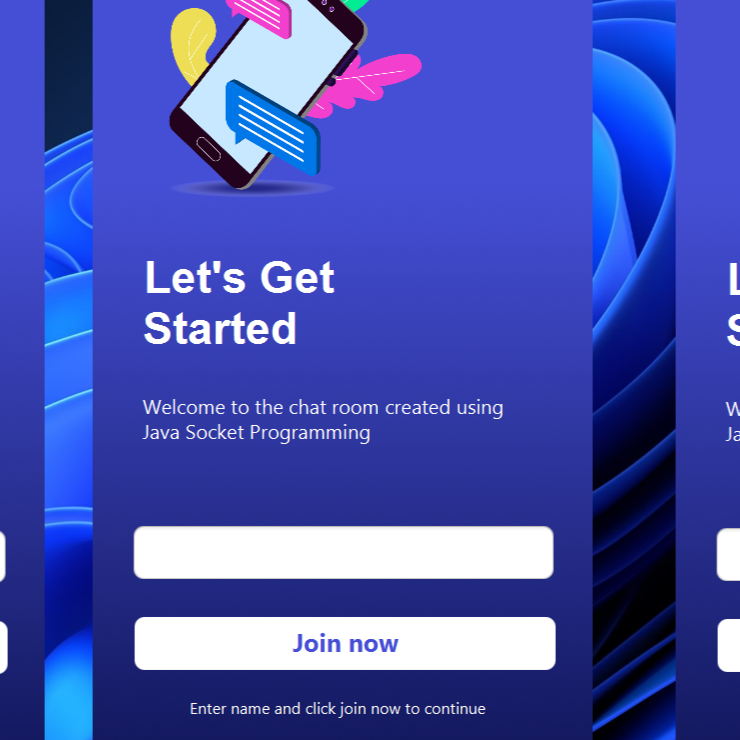 Let's Get
Started
Welcome to the chat room created using
Java Socket Programming
Join now
Enter name and click join now to continue